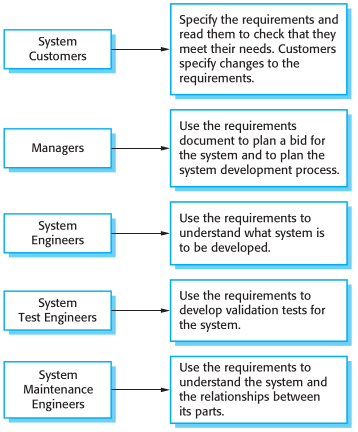 System
Customers
Specify the requirements and
read them to check that they
meet their needs. Customers
specify changes to the
requirements.
Managers
Use the requirements
document to plan a bid for
the system and to plan the
system development process.
System
Engineers
Use the requirements to
understand what system is
to be developed.
System
Test Engineers
Use the requirements to
develop validation tests for
the system.
System
Maintenance
Engineers
Use the requirements to
understand the system and
the relationships between
its parts.